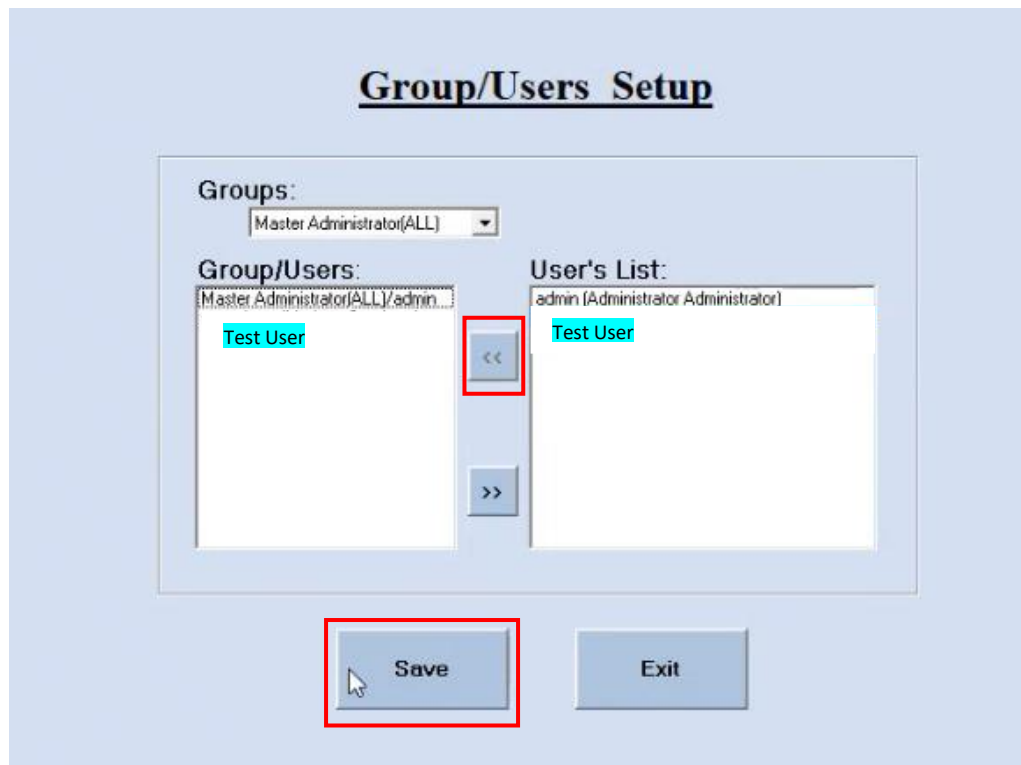 Group/Users Setup
Groups:
Master Administrator(ALL)
Group/Users:
User's List:
Master Administrator(ALL)/admin
admin (Administrator Administrator)
Test User
Test User
<<
>>
Save
Exit